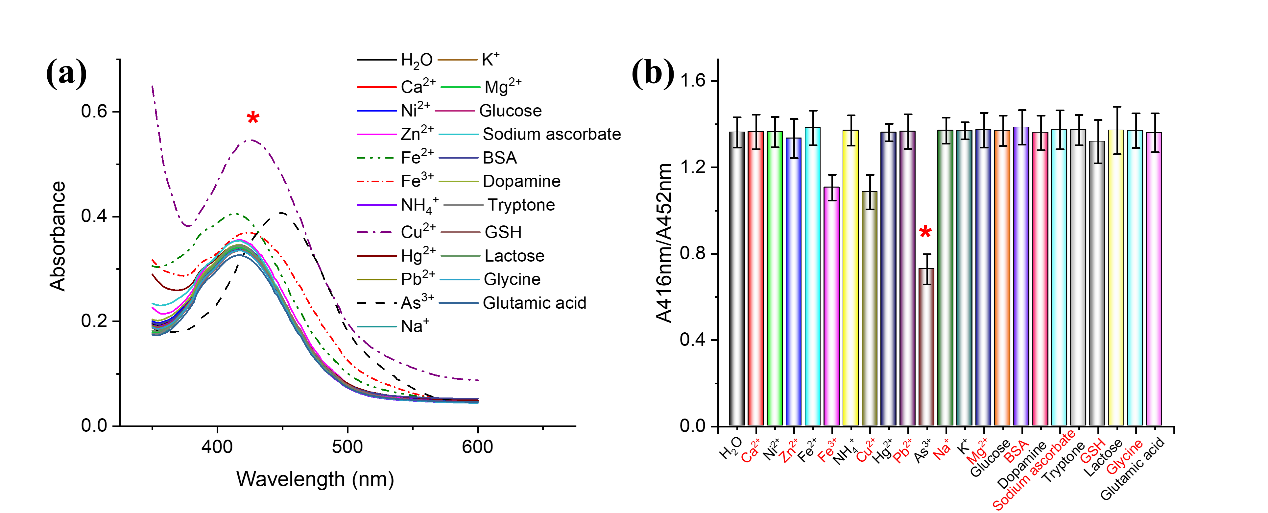 (a)
Absorbance
0.6
0.4
0.2
0.0
400
500
600
Wavelength (nm)
*
H₂O K⁺
Ca²⁺ Mg²⁺
Ni²⁺ Glucose
Zn²⁺ Sodium ascorbate
Fe²⁺ BSA
Fe³⁺ Dopamine
NH₄⁺ Tryptone
Cu²⁺ GSH
Hg²⁺ Lactose
Pb²⁺ Glycine
As³⁺ Glutamic acid
Na⁺
(b)
A416nm/A452nm
1.6
1.2
0.8
0.4
0.0
*
H₂O
Ca²⁺
Ni²⁺
Zn²⁺
Fe²⁺
Fe³⁺
NH₄⁺
Cu²⁺
Hg²⁺
Pb²⁺
As³⁺
Na⁺
K⁺
Mg²⁺
Glucose
BSA
Dopamine
Sodium ascorbate
Tryptone
GSH
Lactose
Glycine
Glutamic acid